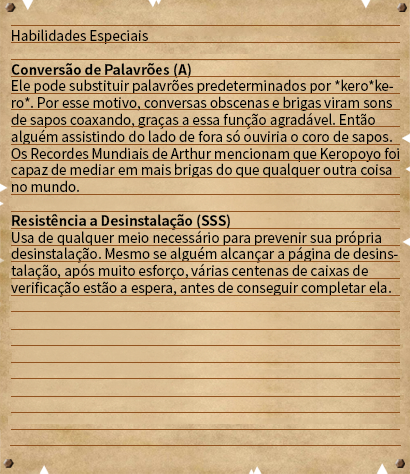 Habilidades Especiais
Conversão de Palavrões (A)
Ele pode substituir palavrões predeterminados por *kero*ke-
ro*. Por esse motivo, conversas obscenas e brigas viram sons
de sapos coaxando, graças a essa função agradável. Então
alguém assistindo do lado de fora só ouviria o coro de sapos.
Os Recordes Mundiais de Arthur mencionam que Keropoyo foi
capaz de mediar em mais brigas do que qualquer outra coisa
no mundo.
Resistência a Desinstalação (SSS)
Usa de qualquer meio necessário para prevenir sua própria
desinstalação. Mesmo se alguém alcançar a página de desins-
talação, após muito esforço, várias centenas de caixas de
verificação estão a espera, antes de conseguir completar ela.